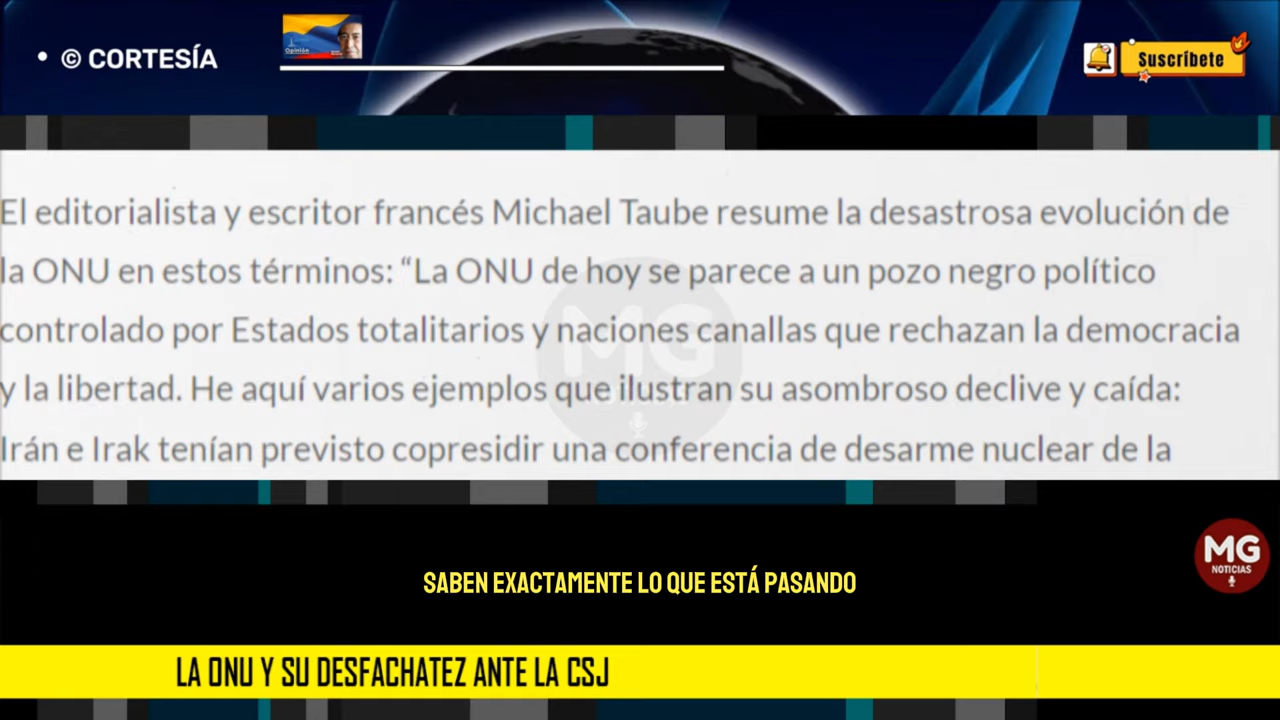 • © CORTESÍA
Opinión
Suscríbete
El editorialista y escritor francés Michael Taube resume la desastrosa evolución de
la ONU en estos términos: “La ONU de hoy se parece a un pozo negro político
controlado por Estados totalitarios y naciones canallas que rechazan la democracia
y la libertad. He aquí varios ejemplos que ilustran su asombroso declive y caída:
Irán e Irak tenían previsto copresidir una conferencia de desarme nuclear de la
MG
MG
NOTICIAS
SABEN EXACTAMENTE LO QUE ESTÁ PASANDO
LA ONU Y SU DESFACHATEZ ANTE LA CSJ